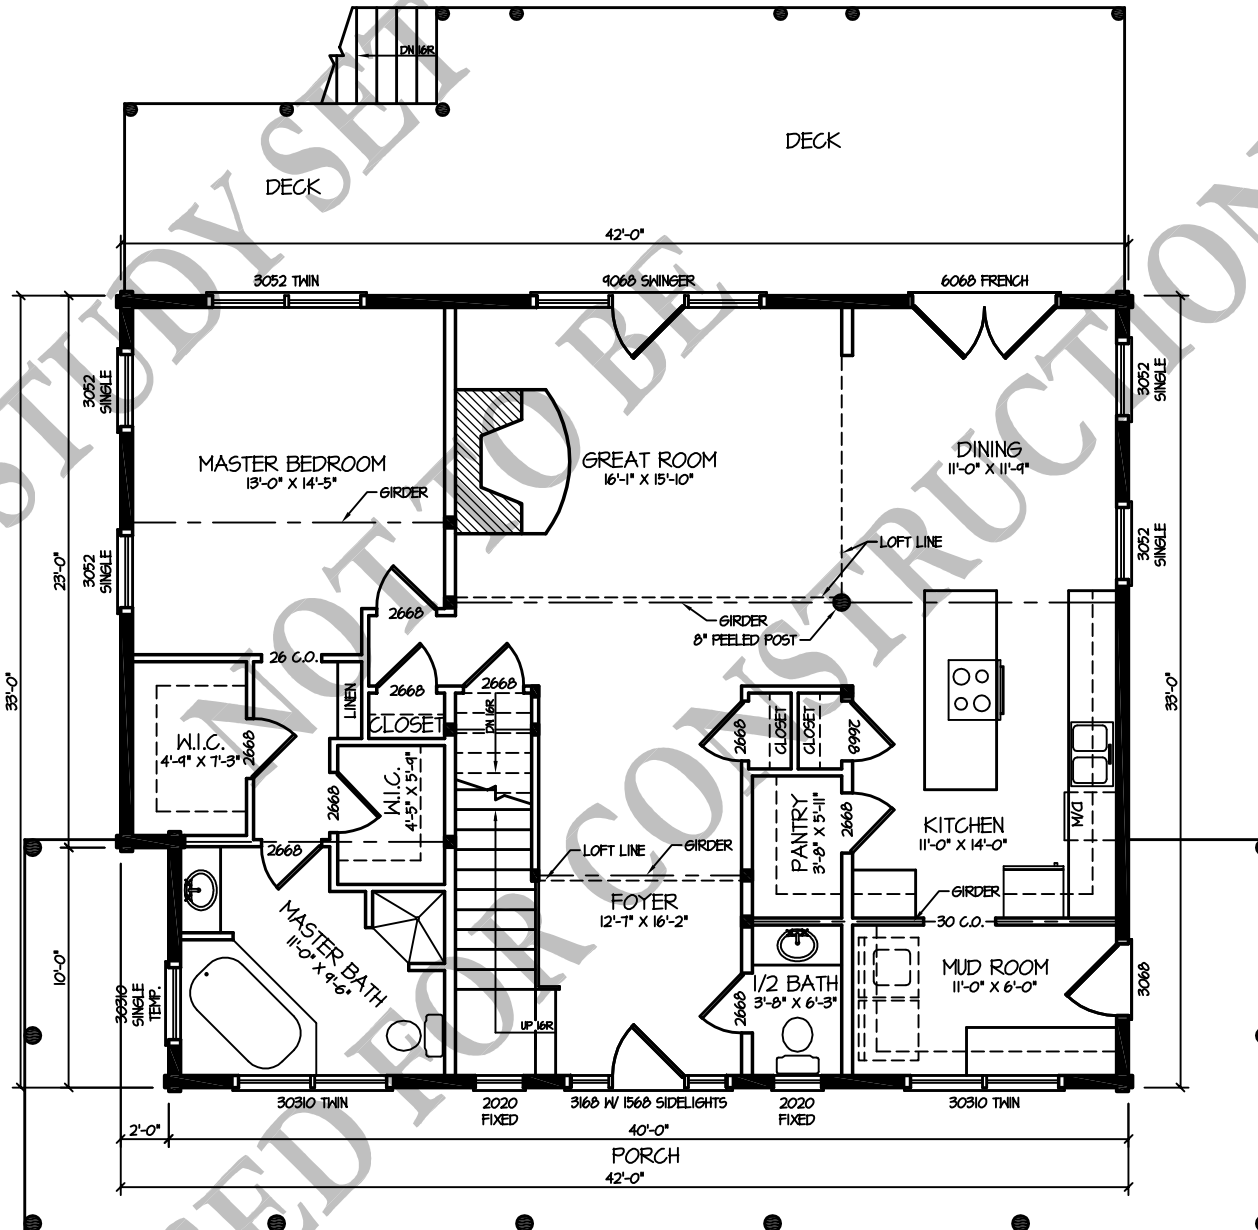 DN 16R
DECK
DECK
42'-0"
3052 TWIN
9068 SWINGER
6068 FRENCH
3052
SINGLE
3052
SINGLE
MASTER BEDROOM
13'-0" X 14'-5"
GIRDER
GREAT ROOM
16'-1" X 15'-10"
DINING
11'-0" X 11'-9"
LOFT LINE
3052
SINGLE
3052
SINGLE
23'-0"
33'-0"
33'-0"
2668
GIRDER
8" PEELED POST
26 C.O.
2668
2668
LINEN
CLOSET
DN 16R
W.I.C.
4'-9" X 7'-3"
2668
W.I.C.
4'-5" X 5'-9"
2668
2668
CLOSET
CLOSET
2668
PANTRY
3'-8" X 5'-11"
2668
KITCHEN
11'-0" X 14'-0"
D/W
2668
LOFT LINE
GIRDER
FOYER
12'-7" X 16'-2"
GIRDER
30 C.O.
MASTER BATH
11'-0" X 9'-6"
10'-0"
30310
SINGLE
TEMP.
1/2 BATH
3'-8" X 6'-3"
2668
MUD ROOM
11'-0" X 6'-0"
3068
UP 16R
30310 TWIN
2020
FIXED
3168 W/ 1568 SIDELIGHTS
2020
FIXED
30310 TWIN
2'-0"
40'-0"
PORCH
42'-0"
STUDY SET
NOT TO BE
SED FOR CONSTRUCTION